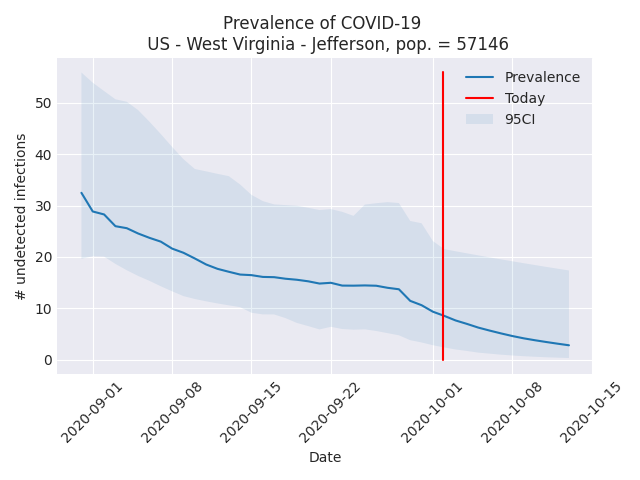 Prevalence of COVID-19
US - West Virginia - Jefferson, pop. = 57146
Prevalence
Today
95CI
# undetected infections
50
40
30
20
10
0
2020-09-01
2020-09-08
2020-09-15
2020-09-22
2020-10-01
2020-10-08
2020-10-15
Date